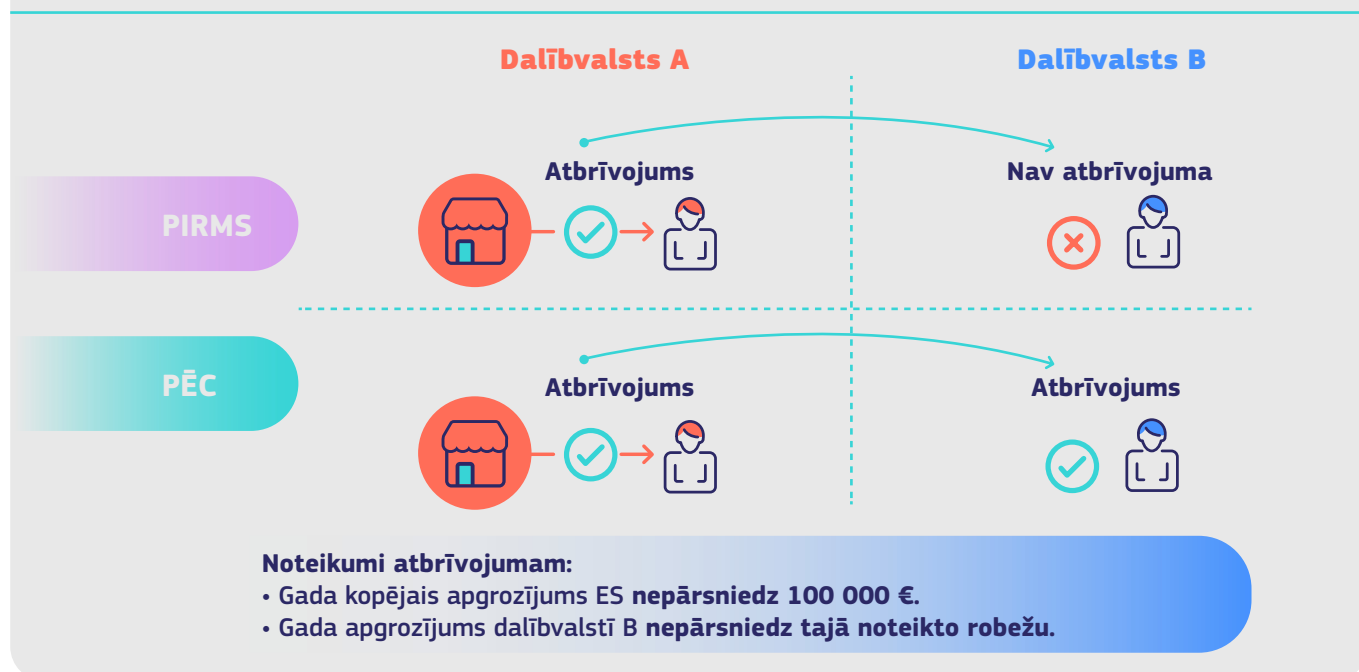 Dalībvalsts A
Dalībvalsts B
PIRMS
Atbrīvojums
Nav atbrīvojuma
PĒC
Atbrīvojums
Atbrīvojums
Noteikumi atbrīvojumam:
• Gada kopējais apgrozījums ES nepārsniedz 100 000 €.
• Gada apgrozījums dalībvalstī B nepārsniedz tajā noteikto robežu.